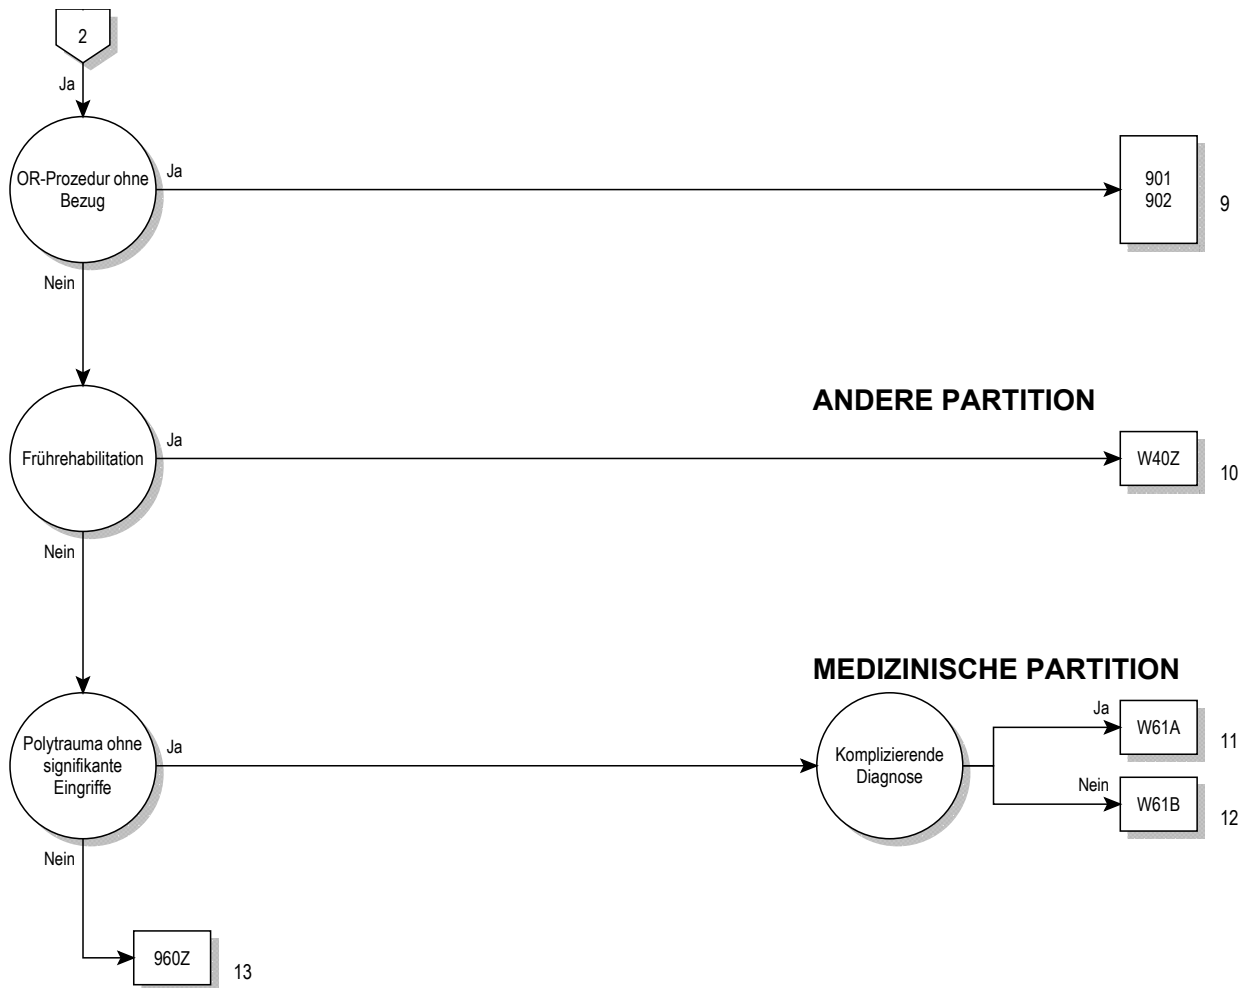 2
Ja
OR-Prozedur ohne
Bezug
Ja
901
902
9
Nein
ANDERE PARTITION
Frührehabilitation
Ja
W40Z
10
Nein
MEDIZINISCHE PARTITION
Polytrauma ohne
signifikante
Eingriffe
Ja
Komplizierende
Diagnose
Ja
W61A
11
Nein
W61B
12
Nein
960Z
13